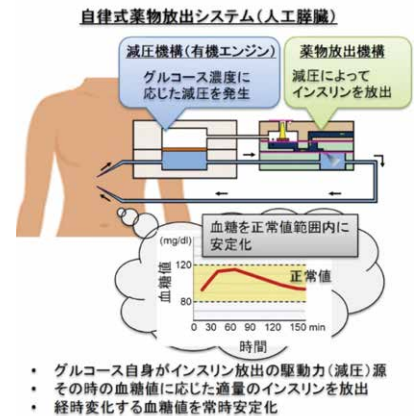 自律式薬物放出システム(人工膵臓)
減圧機構(有機エンジン)
グルコース濃度に
応じた減圧を発生
薬物放出機構
減圧によって
インスリンを放出
血糖を正常値範囲内に
安定化
(mg/dl)
120
80
血糖値
正常値
0 30 60 90 120 150 min
時間
• グルコース自身がインスリン放出の駆動力(減圧)源
• その時の血糖値に応じた適量のインスリンを放出
• 経時変化する血糖値を常時安定化